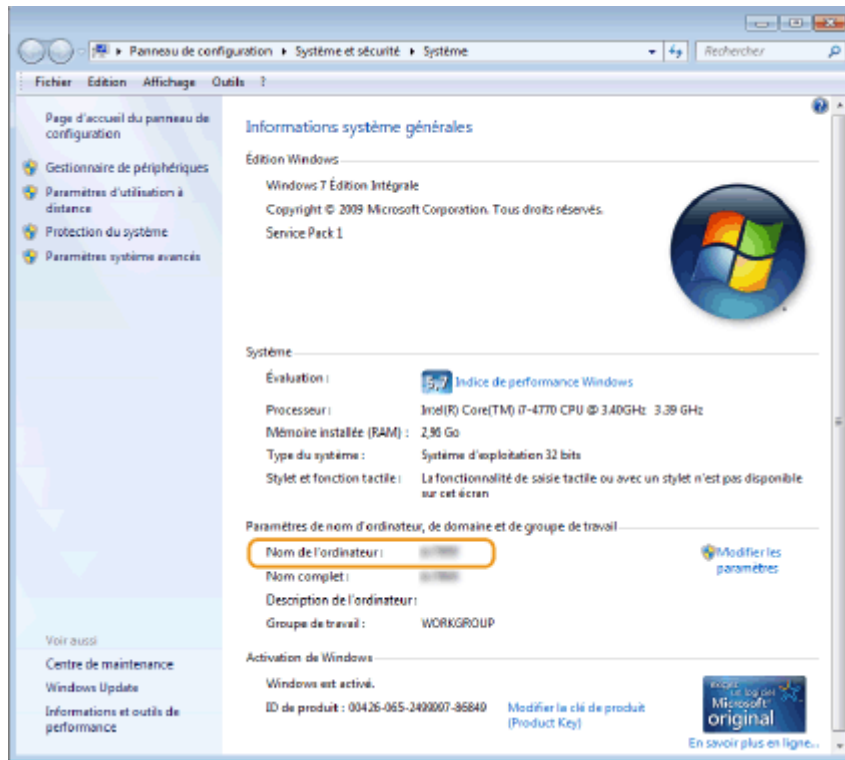 Panneau de configuration ▸ Système et sécurité ▸ Système
Rechercher
Fichier Edition Affichage Outils ?
Page d'accueil du panneau de
configuration
Gestionnaire de périphériques
Paramètres d'utilisation à
distance
Protection du système
Paramètres système avancés
Voir aussi
Centre de maintenance
Windows Update
Informations et outils de
performance
Informations système générales
Édition Windows
Windows 7 Édition Intégrale
Copyright © 2009 Microsoft Corporation. Tous droits réservés.
Service Pack 1
Système
Évaluation :
5,7 Indice de performance Windows
Processeur : Intel(R) Core(TM) i7-4770 CPU @ 3.40GHz 3.39 GHz
Mémoire installée (RAM) : 2,96 Go
Type du système : Système d'exploitation 32 bits
Stylet et fonction tactile : La fonctionnalité de saisie tactile ou avec un stylet n'est pas disponible
sur cet écran
Paramètres de nom d'ordinateur, de domaine et de groupe de travail
Nom de l'ordinateur :
Modifier les
paramètres
Nom complet :
Description de l'ordinateur :
Groupe de travail : WORKGROUP
Activation de Windows
Windows est activé.
ID de produit : 00426-065-2499097-86849
Modifier la clé de produit
(Product Key)
Microsoft
original
En savoir plus en ligne...